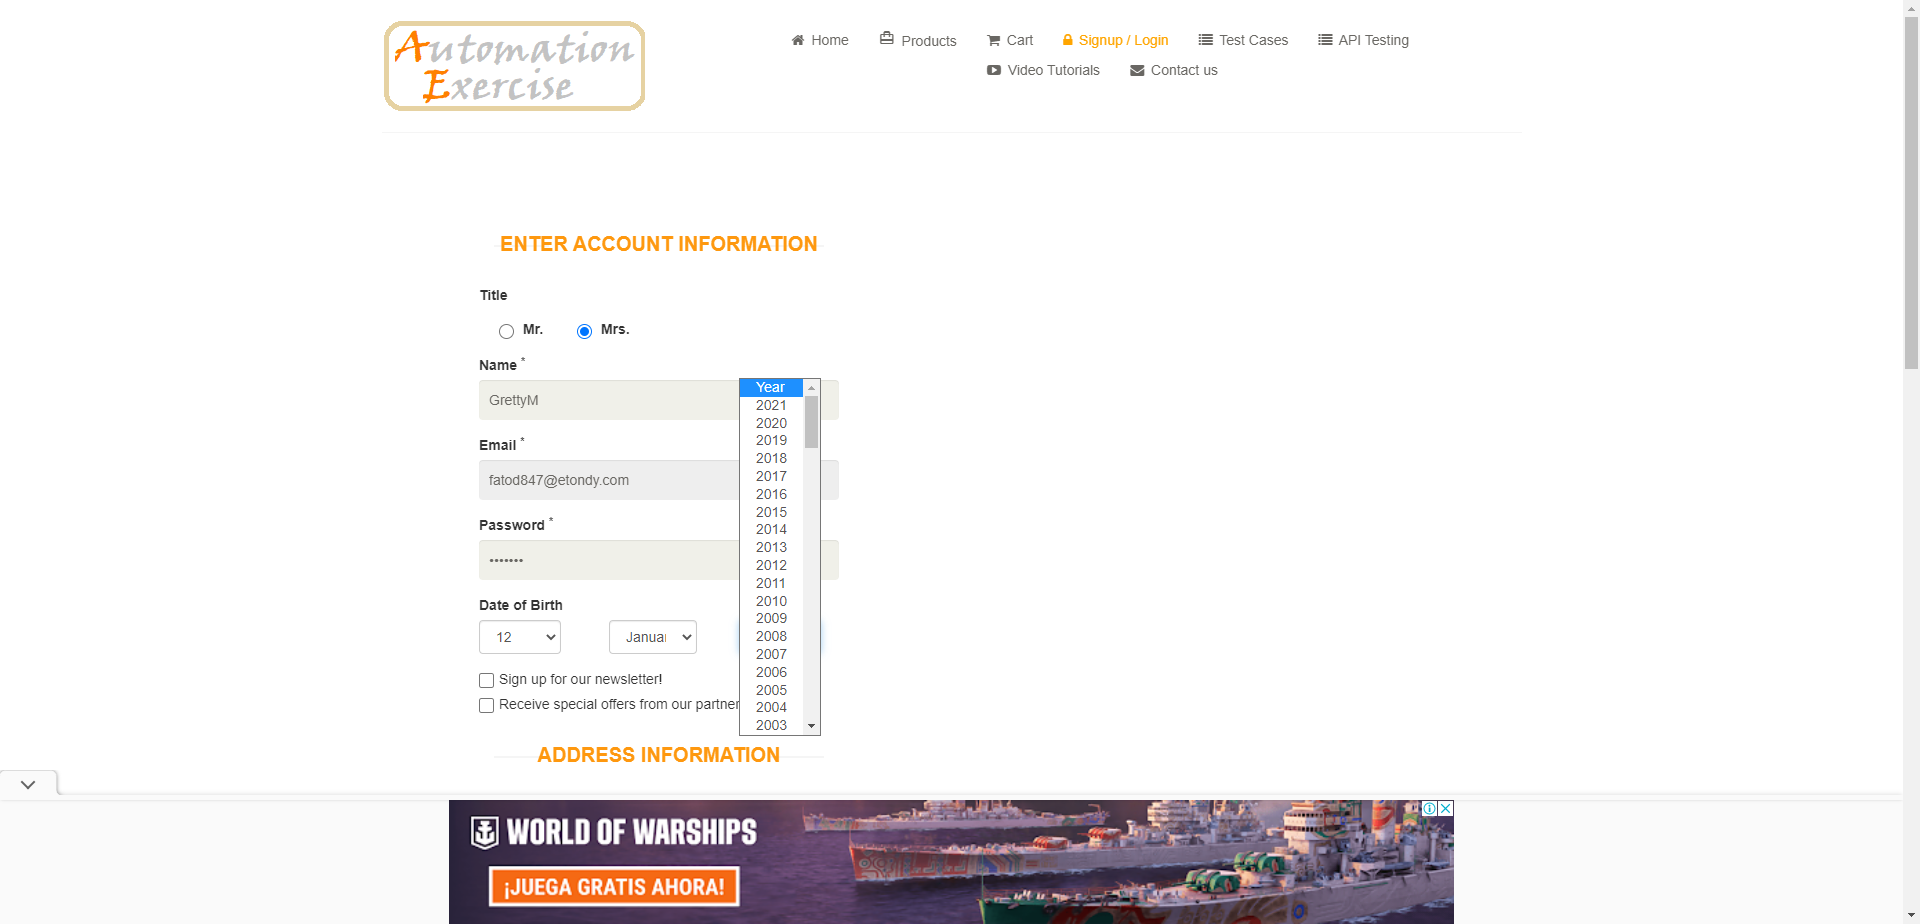 Automation
Exercise
Home
Products
Cart
Signup / Login
Test Cases
API Testing
Video Tutorials
Contact us
ENTER ACCOUNT INFORMATION
Title
Mr.
Mrs.
Name *
GrettyM
Email *
fatod847@etondy.com
Password *
•••••••
Date of Birth
12
Januar
Year
2021
2020
2019
2018
2017
2016
2015
2014
2013
2012
2011
2010
2009
2008
2007
2006
2005
2004
2003
Sign up for our newsletter!
Receive special offers from our partner
ADDRESS INFORMATION
WORLD OF WARSHIPS
¡JUEGA GRATIS AHORA!